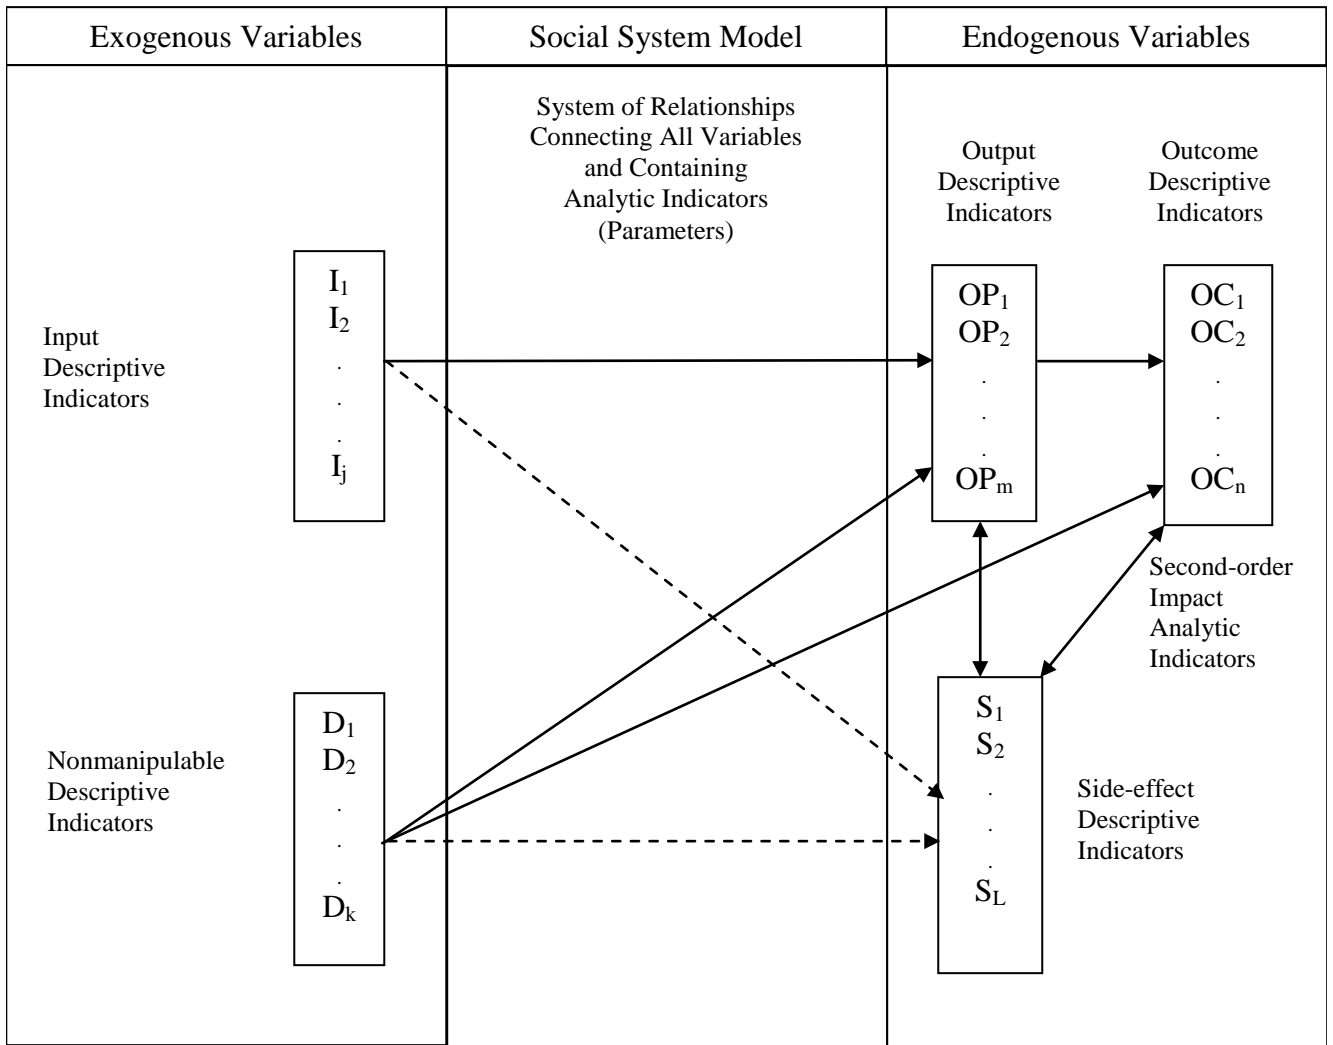 Exogenous Variables
Social System Model
Endogenous Variables
System of Relationships
Connecting All Variables
and Containing
Analytic Indicators
(Parameters)
Output
Descriptive
Indicators
Outcome
Descriptive
Indicators
Input
Descriptive
Indicators
I1
I2
.
.
.
Ij
OP1
OP2
.
.
.
OPm
OC1
OC2
.
.
.
OCn
Second-order
Impact
Analytic
Indicators
Nonmanipulable
Descriptive
Indicators
D1
D2
.
.
.
Dk
S1
S2
.
.
.
SL
Side-effect
Descriptive
Indicators